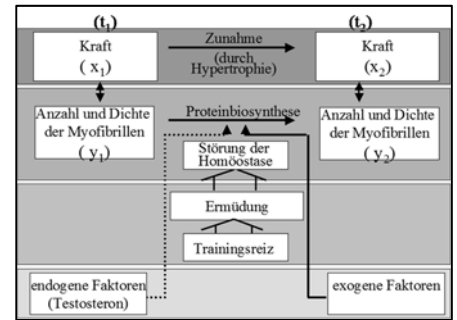 (t1) (t2)
Kraft
( x1 )
Zunahme
(durch
Hypertrophie)
Kraft
(x2)
Anzahl und Dichte
der Myofibrillen
( y1 )
Proteinbiosynthese
Anzahl und Dichte
der Myofibrillen
( y2 )
Störung der
Homöostase
Ermüdung
Trainingsreiz
endogene Faktoren
(Testosteron)
exogene Faktoren